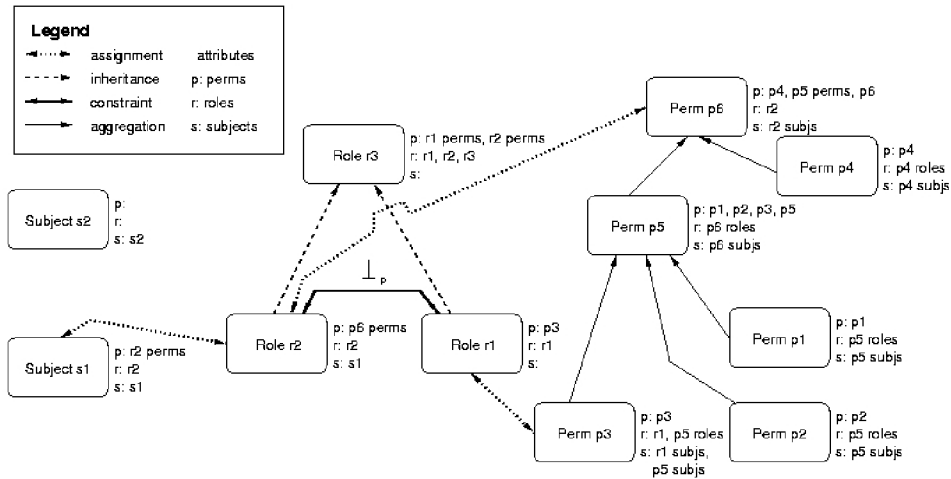 Legend
assignment attributes
inheritance p: perms
constraint r: roles
aggregation s: subjects
Role r3
p: r1 perms, r2 perms
r: r1, r2, r3
s:
Perm p6
p: p4, p5 perms, p6
r: r2
s: r2 subjs
Perm p4
p: p4
r: p4 roles
s: p4 subjs
Subject s2
p:
r:
s: s2
Perm p5
p: p1, p2, p3, p5
r: p6 roles
s: p6 subjs
⊥p
Subject s1
p: r2 perms
r: r2
s: s1
Role r2
p: p6 perms
r: r2
s: s1
Role r1
p: p3
r: r1
s:
Perm p1
p: p1
r: p5 roles
s: p5 subjs
Perm p3
p: p3
r: r1, p5 roles
s: r1 subjs,
p5 subjs
Perm p2
p: p2
r: p5 roles
s: p5 subjs